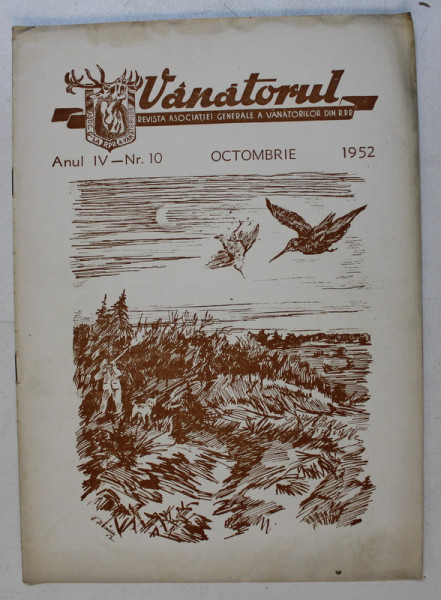 Vânătorul
REVISTA ASOCIAȚIEI GENERALE A VÂNĂTORILOR DIN R.P.R
Anul IV — Nr. 10 OCTOMBRIE 1952